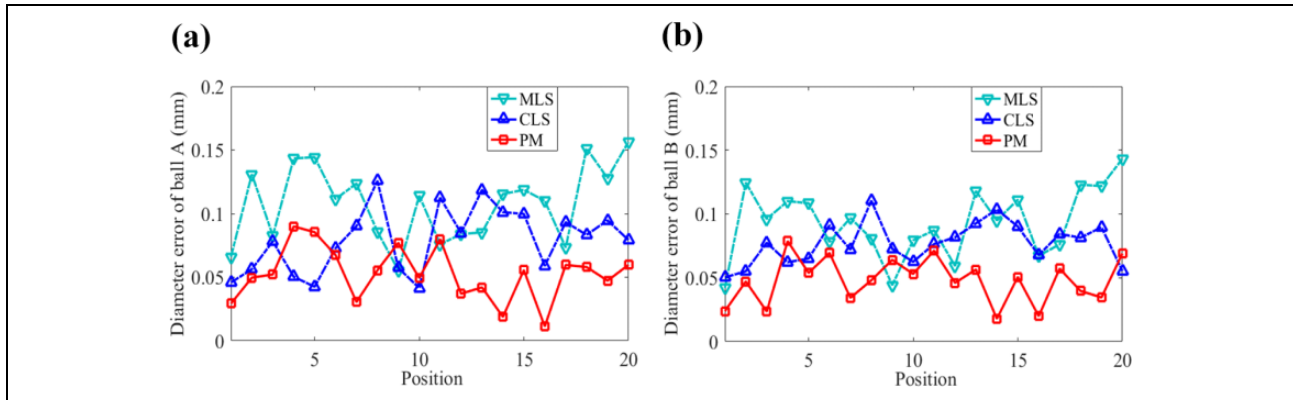 (a)
Diameter error of ball A (mm)
0.2
0.15
0.1
0.05
0
5
10
15
20
Position
MLS
CLS
PM
(b)
Diameter error of ball B (mm)
0.2
0.15
0.1
0.05
0
5
10
15
20
Position
MLS
CLS
PM